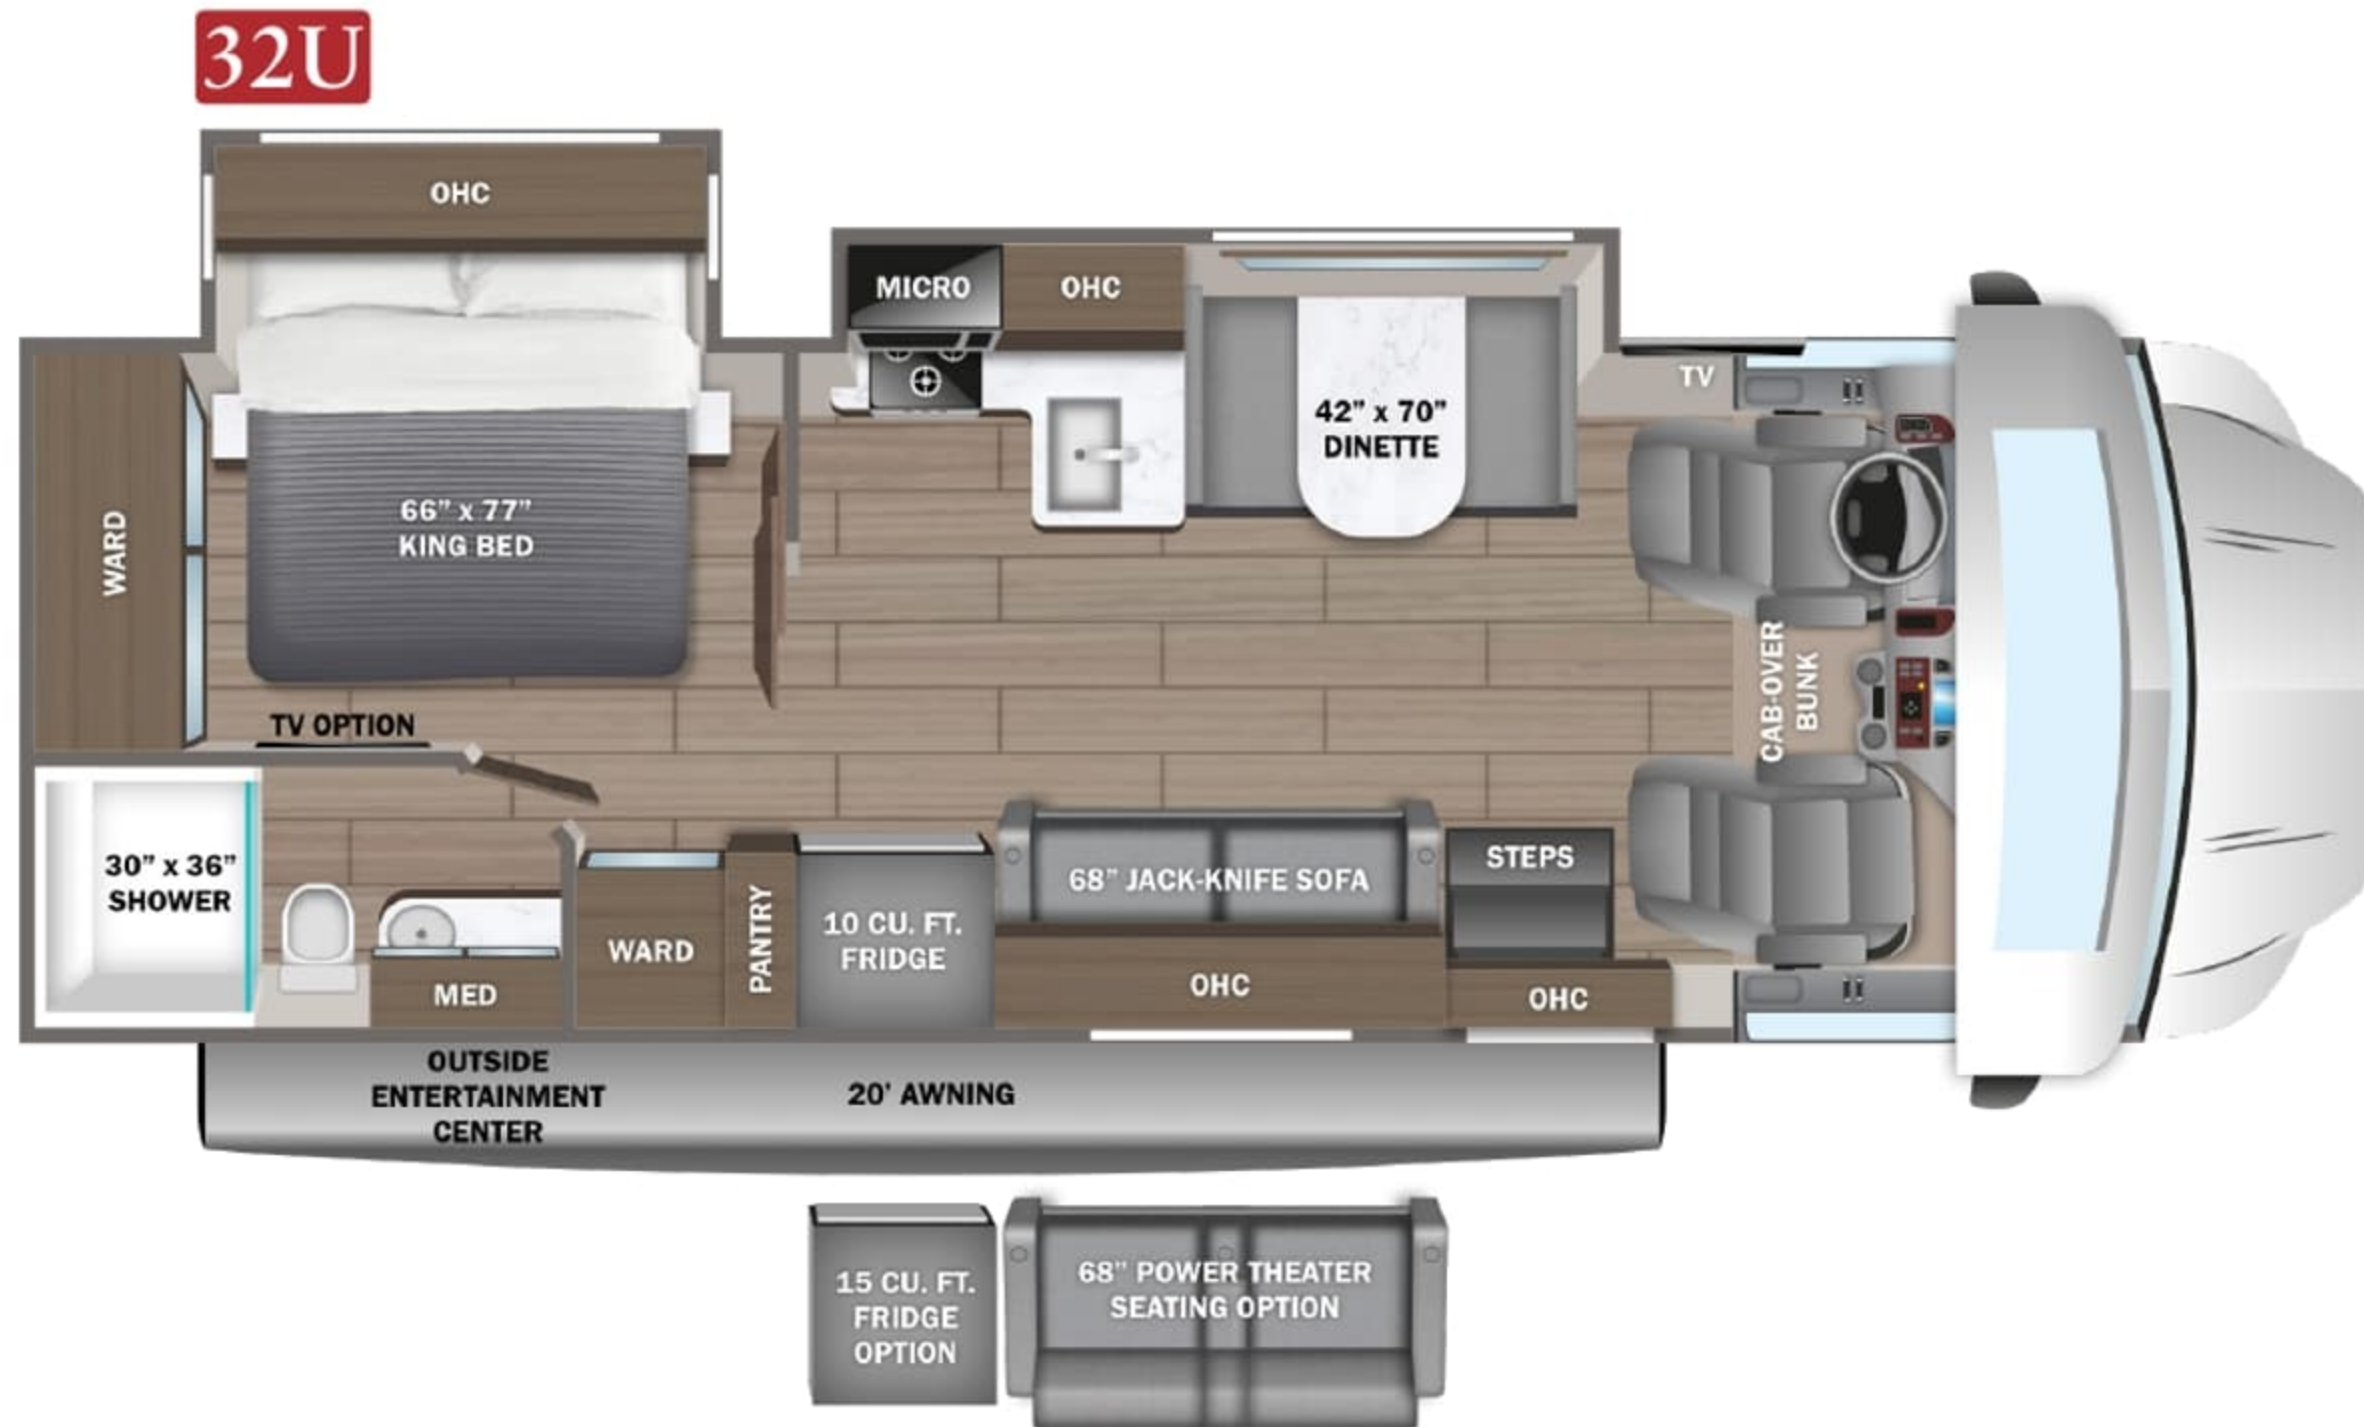 32U
OHC
MICRO
OHC
TV
42” x 70”
DINETTE
WARD
66” x 77”
KING BED
CAB-OVER
BUNK
TV OPTION
30” x 36”
SHOWER
MED
WARD
PANTRY
10 CU. FT.
FRIDGE
68” JACK-KNIFE SOFA
OHC
STEPS
OHC
OUTSIDE
ENTERTAINMENT
CENTER
20’ AWNING
15 CU. FT.
FRIDGE
OPTION
68” POWER THEATER
SEATING OPTION